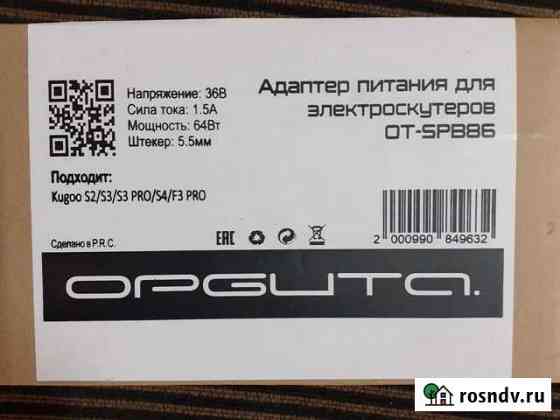 Адаптер питания для
электроскутеров
OT-SPB86
Напряжение: 36В
Сила тока: 1.5А
Мощность: 64Вт
Штекер: 5.5мм
Подходит:
Kugoo S2/S3/S3 PRO/S4/F3 PRO
Сделано в P.R.C.
EAC
2 000990 849632
ОРБИТА.
rosndv.ru